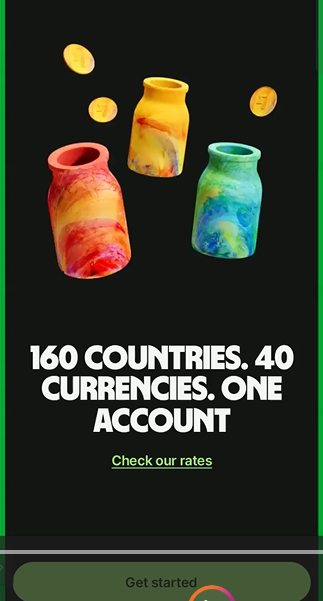 160 COUNTRIES. 40
CURRENCIES. ONE
ACCOUNT
Check our rates
Get started